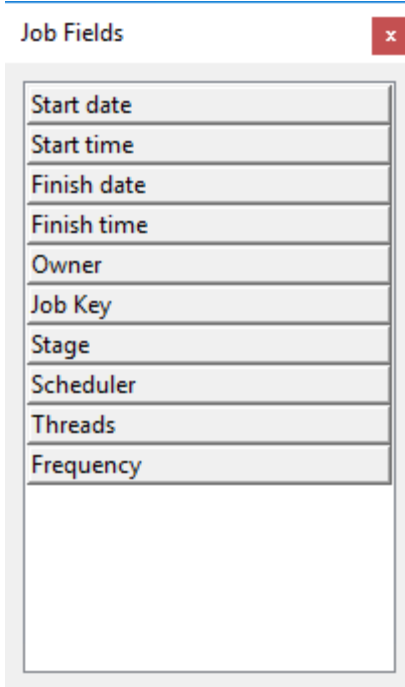 Job Fields
x
Start date
Start time
Finish date
Finish time
Owner
Job Key
Stage
Scheduler
Threads
Frequency